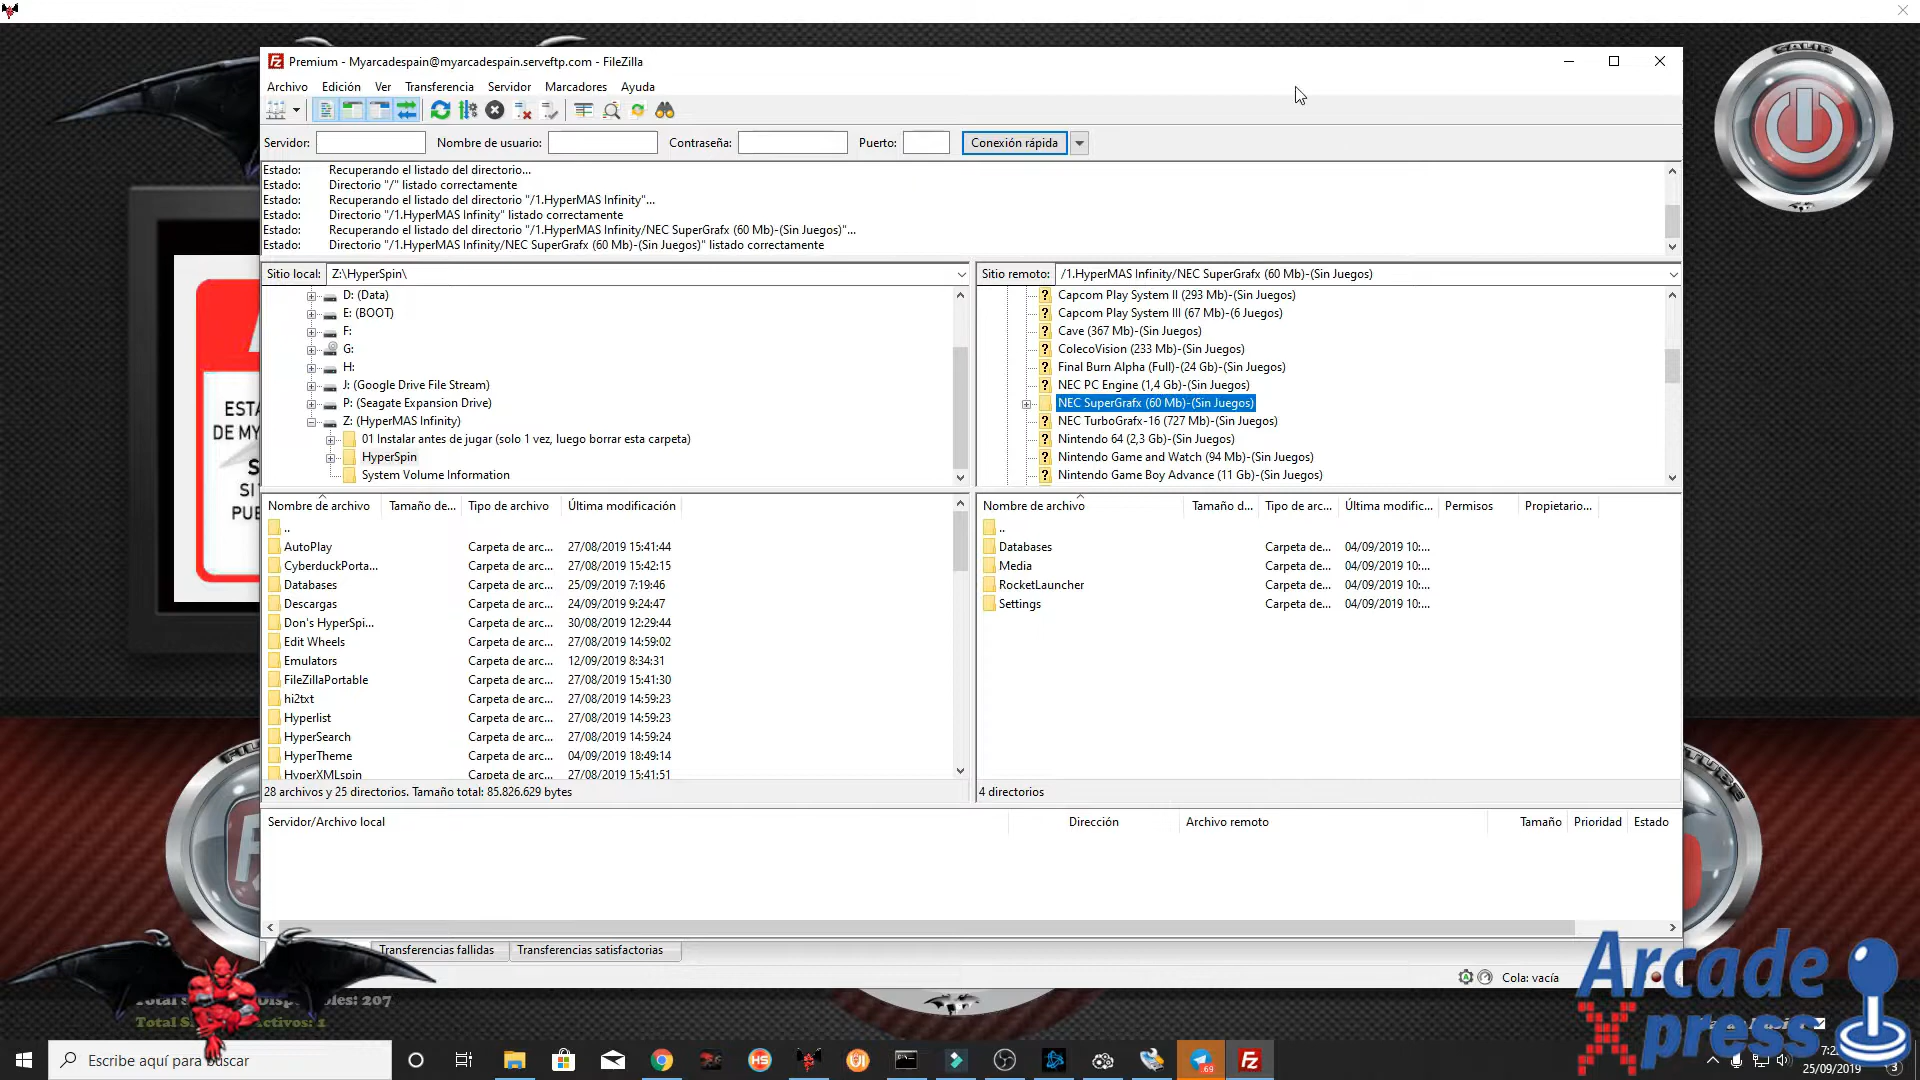 Premium - Myarcadespain@myarcadespain.serveftp.com - FileZilla
Archivo Edición Ver Transferencia Servidor Marcadores Ayuda
Servidor: Nombre de usuario: Contraseña: Puerto: Conexión rápida
Estado: Recuperando el listado del directorio...
Estado: Directorio "/" listado correctamente
Estado: Recuperando el listado del directorio "/1.HyperMAS Infinity"...
Estado: Directorio "/1.HyperMAS Infinity" listado correctamente
Estado: Recuperando el listado del directorio "/1.HyperMAS Infinity/NEC SuperGrafx (60 Mb)-(Sin Juegos)"...
Estado: Directorio "/1.HyperMAS Infinity/NEC SuperGrafx (60 Mb)-(Sin Juegos)" listado correctamente
Sitio local: Z:\HyperSpin\
D: (Data)
E: (BOOT)
F:
G:
H:
J: (Google Drive File Stream)
P: (Seagate Expansion Drive)
Z: (HyperMAS Infinity)
01 Instalar antes de jugar (solo 1 vez, luego borrar esta carpeta)
HyperSpin
System Volume Information
Sitio remoto: /1.HyperMAS Infinity/NEC SuperGrafx (60 Mb)-(Sin Juegos)
Capcom Play System II (293 Mb)-(Sin Juegos)
Capcom Play System III (67 Mb)-(6 Juegos)
Cave (367 Mb)-(Sin Juegos)
ColecoVision (233 Mb)-(Sin Juegos)
Final Burn Alpha (Full)-(24 Gb)-(Sin Juegos)
NEC PC Engine (1,4 Gb)-(Sin Juegos)
NEC SuperGrafx (60 Mb)-(Sin Juegos)
NEC TurboGrafx-16 (727 Mb)-(Sin Juegos)
Nintendo 64 (2,3 Gb)-(Sin Juegos)
Nintendo Game and Watch (94 Mb)-(Sin Juegos)
Nintendo Game Boy Advance (11 Gb)-(Sin Juegos)
Nombre de archivo Tamaño de... Tipo de archivo Última modificación
..
AutoPlay Carpeta de arc... 27/08/2019 15:41:44
CyberduckPorta... Carpeta de arc... 27/08/2019 15:42:15
Databases Carpeta de arc... 25/09/2019 7:19:46
Descargas Carpeta de arc... 24/09/2019 9:24:47
Don's HyperSpi... Carpeta de arc... 30/08/2019 12:29:44
Edit Wheels Carpeta de arc... 27/08/2019 14:59:02
Emulators Carpeta de arc... 12/09/2019 8:34:31
FileZillaPortable Carpeta de arc... 27/08/2019 15:41:30
hi2txt Carpeta de arc... 27/08/2019 14:59:23
Hyperlist Carpeta de arc... 27/08/2019 14:59:23
HyperSearch Carpeta de arc... 27/08/2019 14:59:24
HyperTheme Carpeta de arc... 04/09/2019 18:49:14
HyperXMLspin Carpeta de arc... 27/08/2019 15:41:51
28 archivos y 25 directorios. Tamaño total: 85.826.629 bytes
Nombre de archivo Tamaño d... Tipo de arc... Última modific... Permisos Propietario...
..
Databases Carpeta de... 04/09/2019 10:...
Media Carpeta de... 04/09/2019 10:...
RocketLauncher Carpeta de... 04/09/2019 10:...
Settings Carpeta de... 04/09/2019 10:...
4 directorios
Servidor/Archivo local Dirección Archivo remoto Tamaño Prioridad Estado
Transferencias fallidas Transferencias satisfactorias
Cola: vacía
SALIR
ESTA
DE MY
S
SI
PUE
TUBE
Total S Disp les: 207
Total S ctivos: 1
Arcade
Xpress
Escribe aquí para buscar
HS
69
7:2
25/09/2019
3